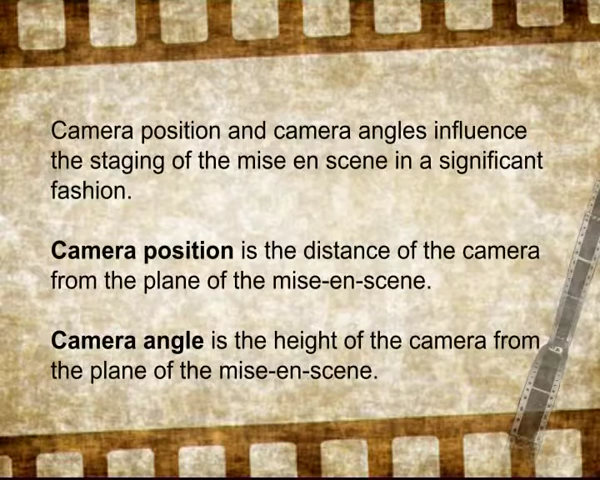 Camera position and camera angles influence
the staging of the mise en scene in a significant
fashion.
Camera position is the distance of the camera
from the plane of the mise-en-scene.
Camera angle is the height of the camera from
the plane of the mise-en-scene.